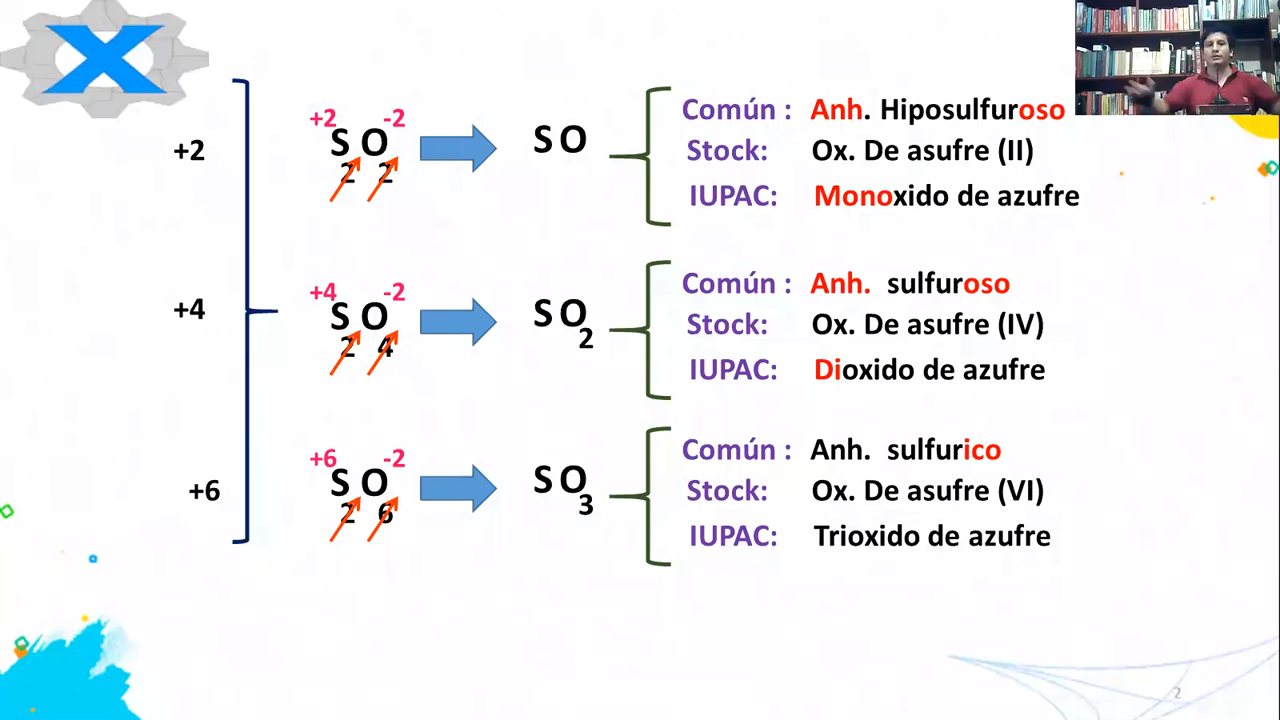 X
+2
+2 -2
S O
2 2
S O
Común : Anh. Hiposulfuroso
Stock: Ox. De asufre (II)
IUPAC: Monoxido de azufre
+4
+4 -2
S O
2 4
S O2
Común : Anh. sulfuroso
Stock: Ox. De asufre (IV)
IUPAC: Dioxido de azufre
+6
+6 -2
S O
2 6
S O3
Común : Anh. sulfurico
Stock: Ox. De asufre (VI)
IUPAC: Trioxido de azufre
2